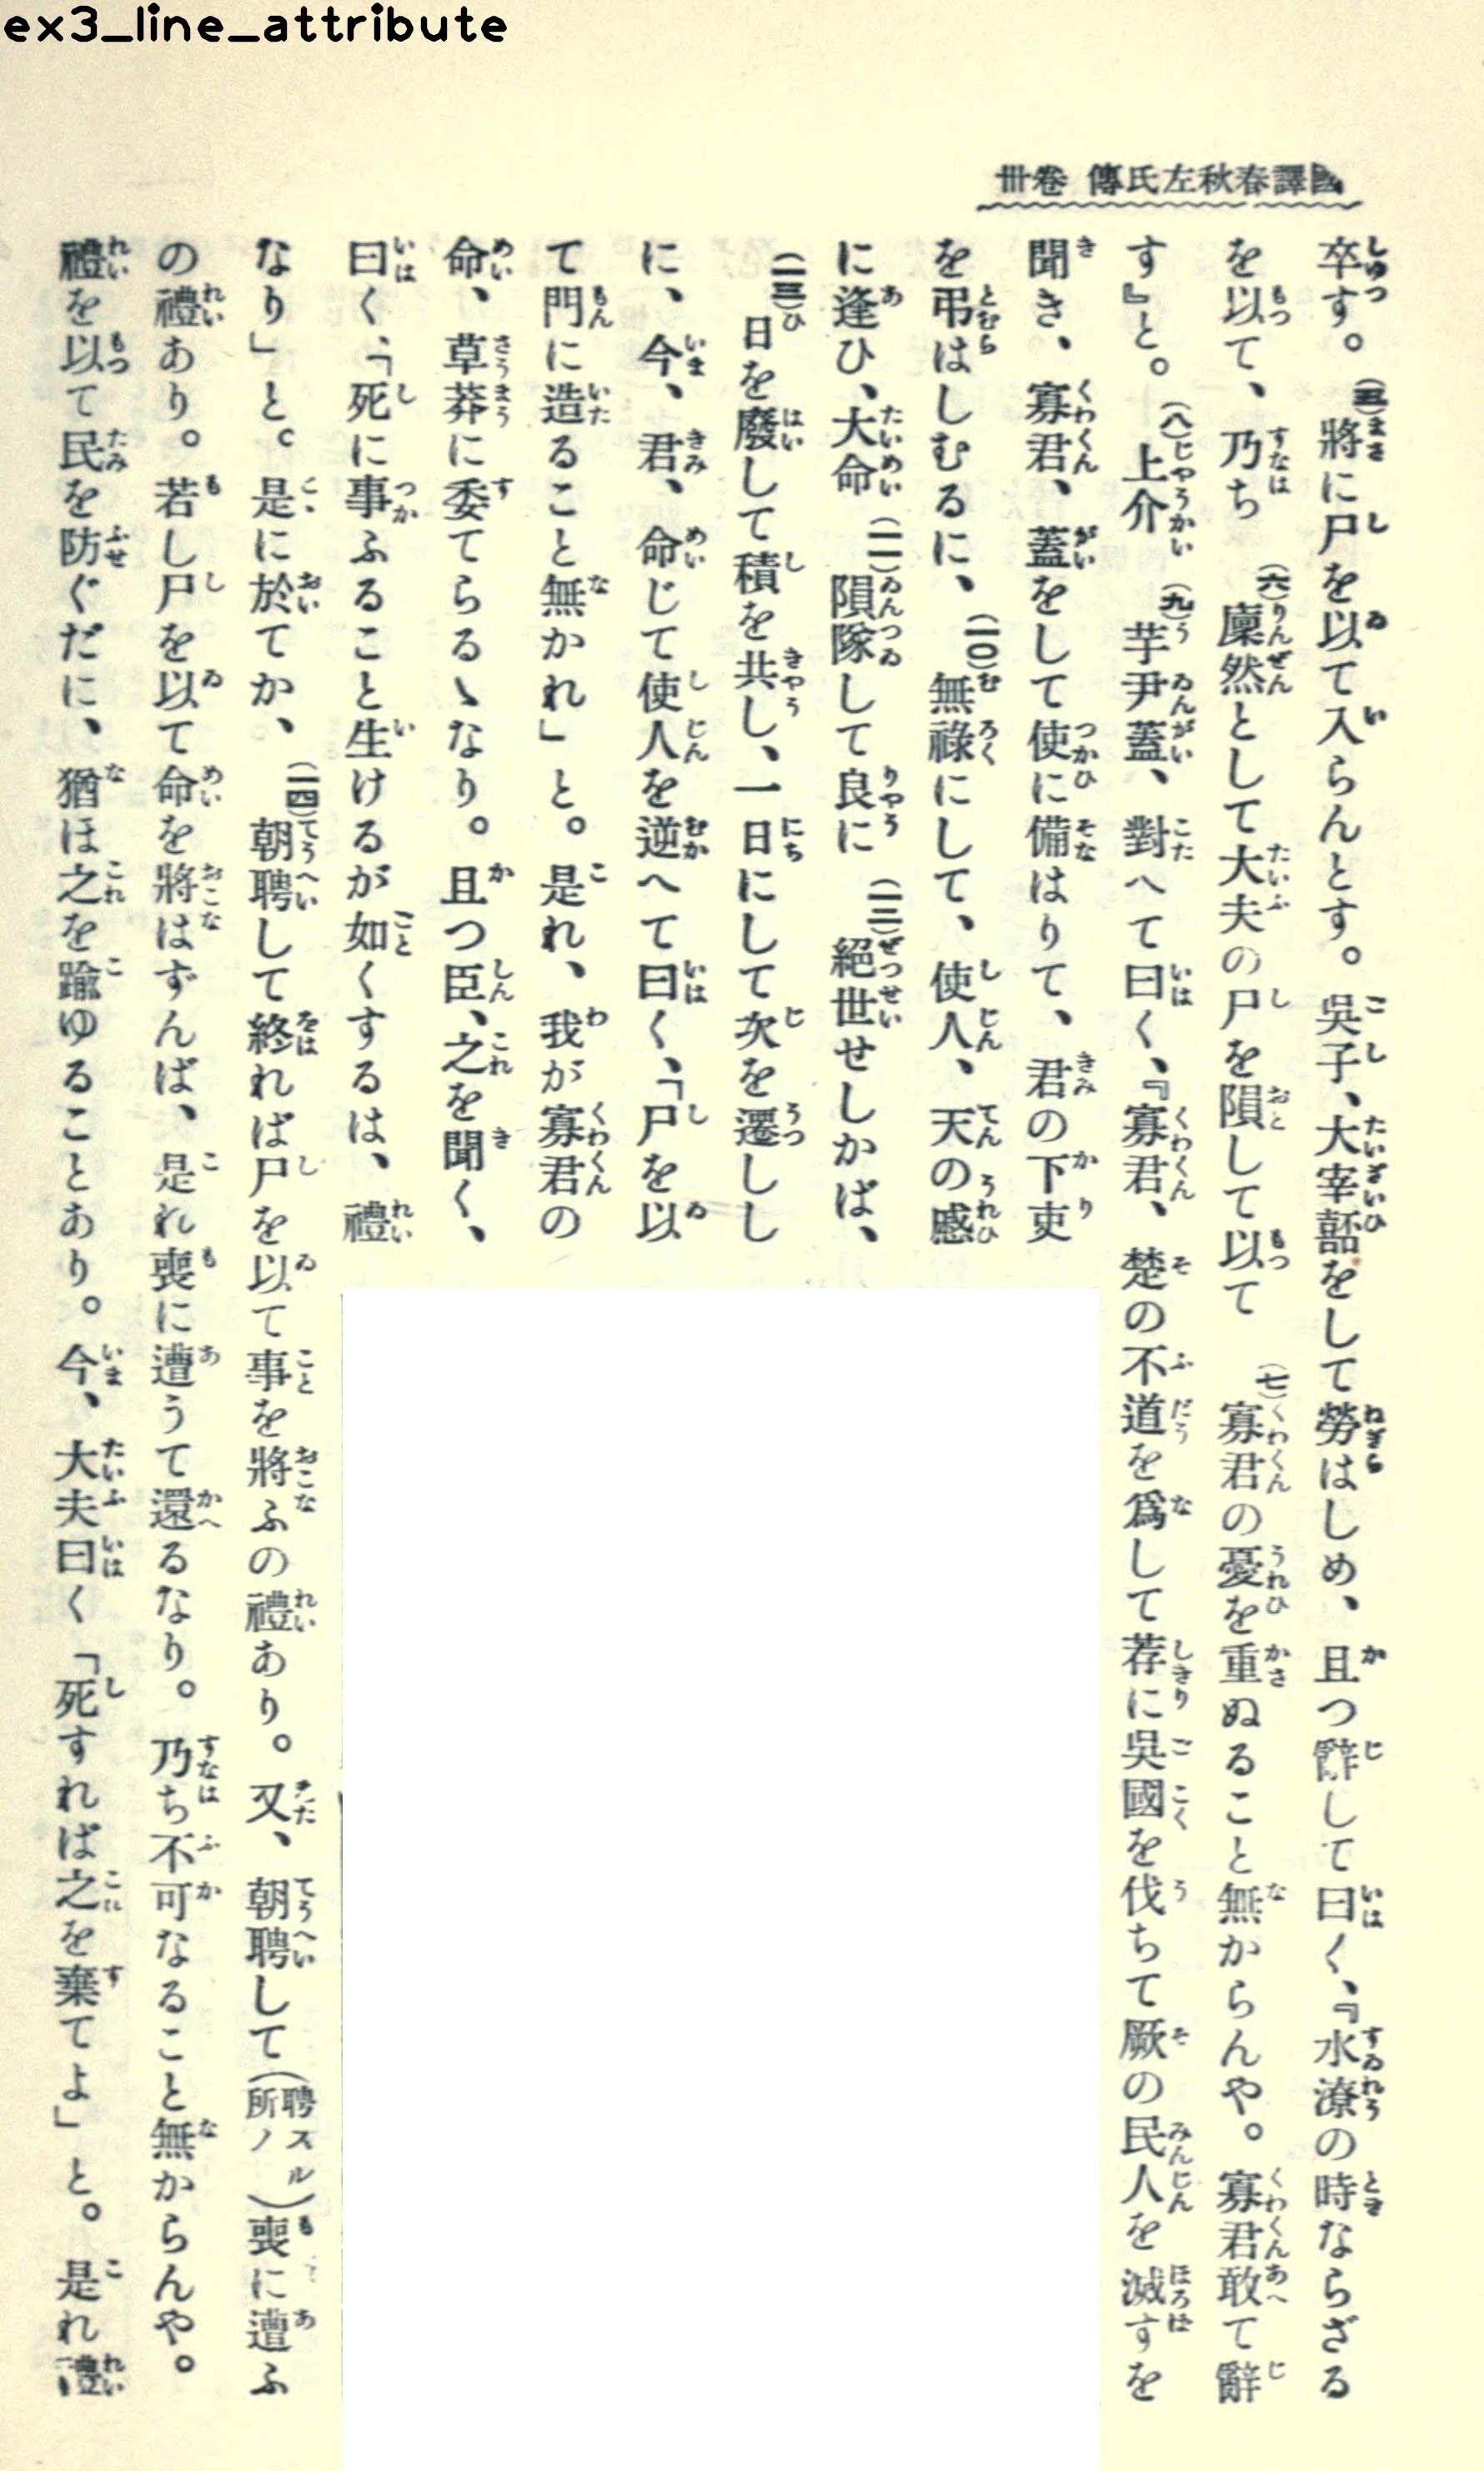 ex3_line_attribute
國譯春秋左氏傳 卷卅
卒す。(五)將に尸を以て入らんとす。吳子、大宰嚭をして勞はしめ、且つ辭して曰く、『水潦の時ならざる
を以て、乃ち(六)廩然として大夫の尸を隕して以て(七)寡君の憂を重ぬること無からんや。寡君敢て辭
す』と。(八)上介(九)芋尹蓋、對へて曰く、『寡君、楚の不道を爲して荐に吳國を伐ちて厥の民人を滅すを
聞き、寡君、蓋をして使に備はりて、君の下吏
を弔はしむるに、(一〇)無祿にして、使人、天の慼
に逢ひ、大命(一一)隕隊して良に(一二)絕世せしかば、
(一三)日を廢して積を共し、一日にして次を遷しし
に、今、君、命じて使人を逆へて曰く、「尸を以
て門に造ること無かれ」と。是れ、我が寡君の
命、草莽に委てらるゝなり。且つ臣、之を聞く、
曰く、「死に事ふること生けるが如くするは、禮
なり」と。是に於てか、(一四)朝聘して終れば尸を以て事を將ふの禮あり。又、朝聘して(聘スル所ノ)喪に遭ふ
の禮あり。若し尸を以て命を將はずんば、是れ喪に遭うて還るなり。乃ち不可なること無からんや。
禮を以て民を防ぐだに、猶ほ之を踰ゆることあり。今、大夫曰く「死すれば之を棄てよ」と。是れ禮